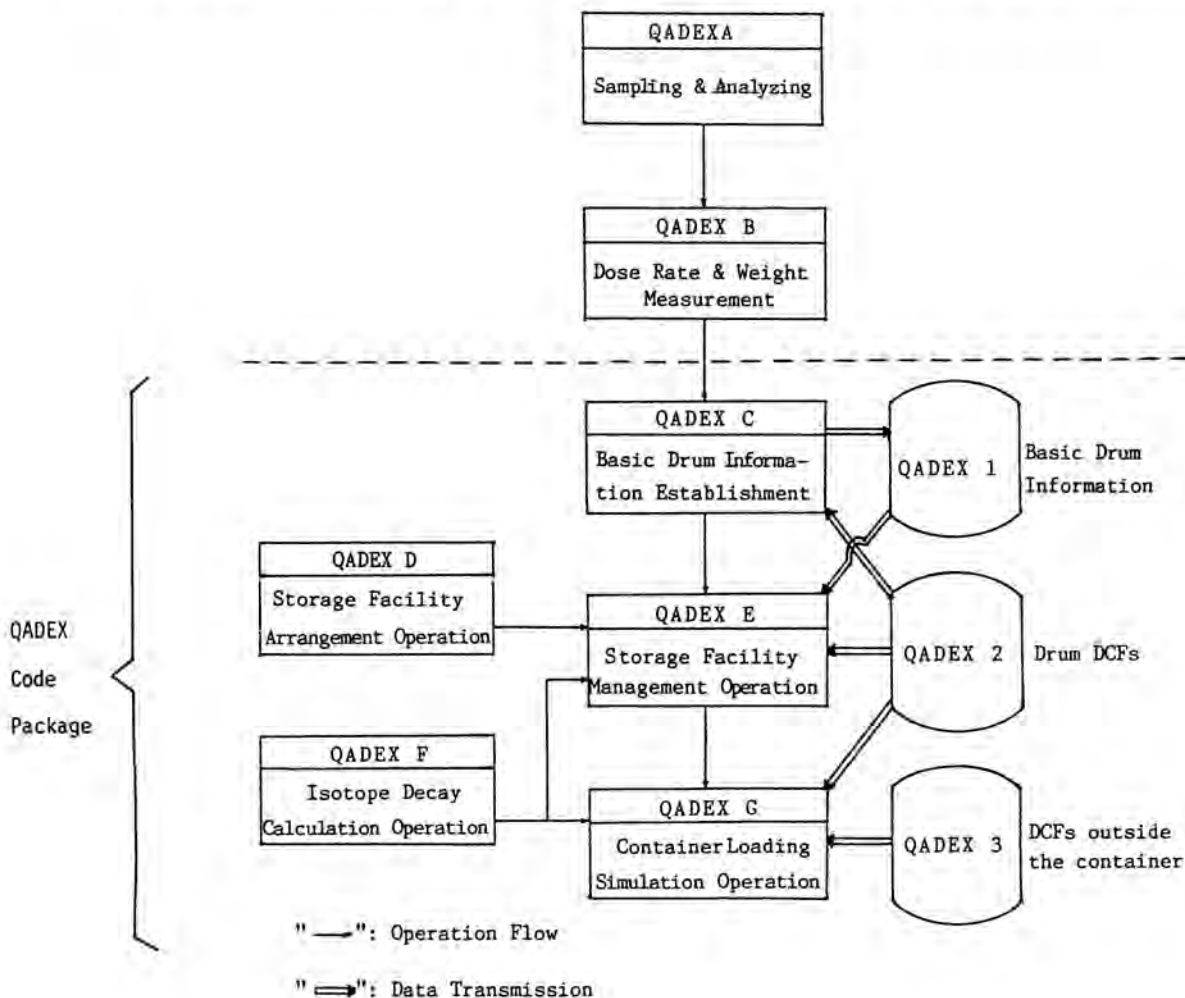 QADEXA
Sampling & Analyzing
QADEX B
Dose Rate & Weight
Measurement
QADEX C
Basic Drum Informa-
tion Establishment
QADEX 1
Basic Drum
Information
QADEX D
Storage Facility
Arrangement Operation
QADEX E
Storage Facility
Management Operation
QADEX 2
Drum DCFs
QADEX
Code
Package
QADEX F
Isotope Decay
Calculation Operation
QADEX G
Container Loading
Simulation Operation
QADEX 3
DCFs outside
the container
"→": Operation Flow
"⇒": Data Transmission